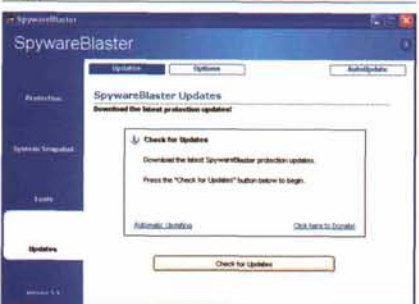 SpywareBlaster
SpywareBlaster
Updates
Options
AutoUpdate
Protection
System Snapshot
Tools
Updates
SpywareBlaster Updates
Download the latest protection updates!
Check for Updates
Download the latest SpywareBlaster protection updates.
Press the "Check for Updates" button below to begin.
Automatic Updating
Click here to Donate!
Check for Updates